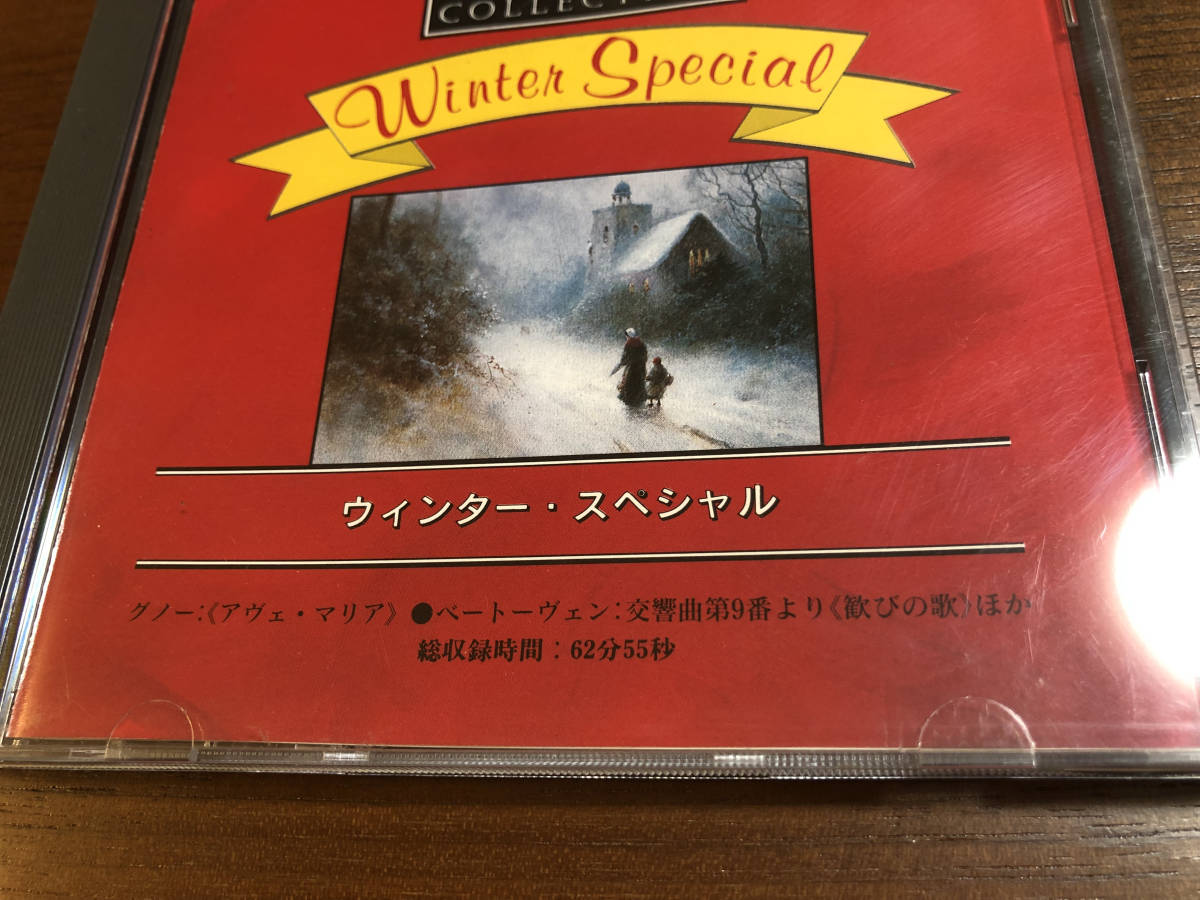 Winter Special
ウィンター・スペシャル
グノー:《アヴェ・マリア》●ベートーヴェン:交響曲第9番より《歓びの歌》ほか
総収録時間:62分55秒